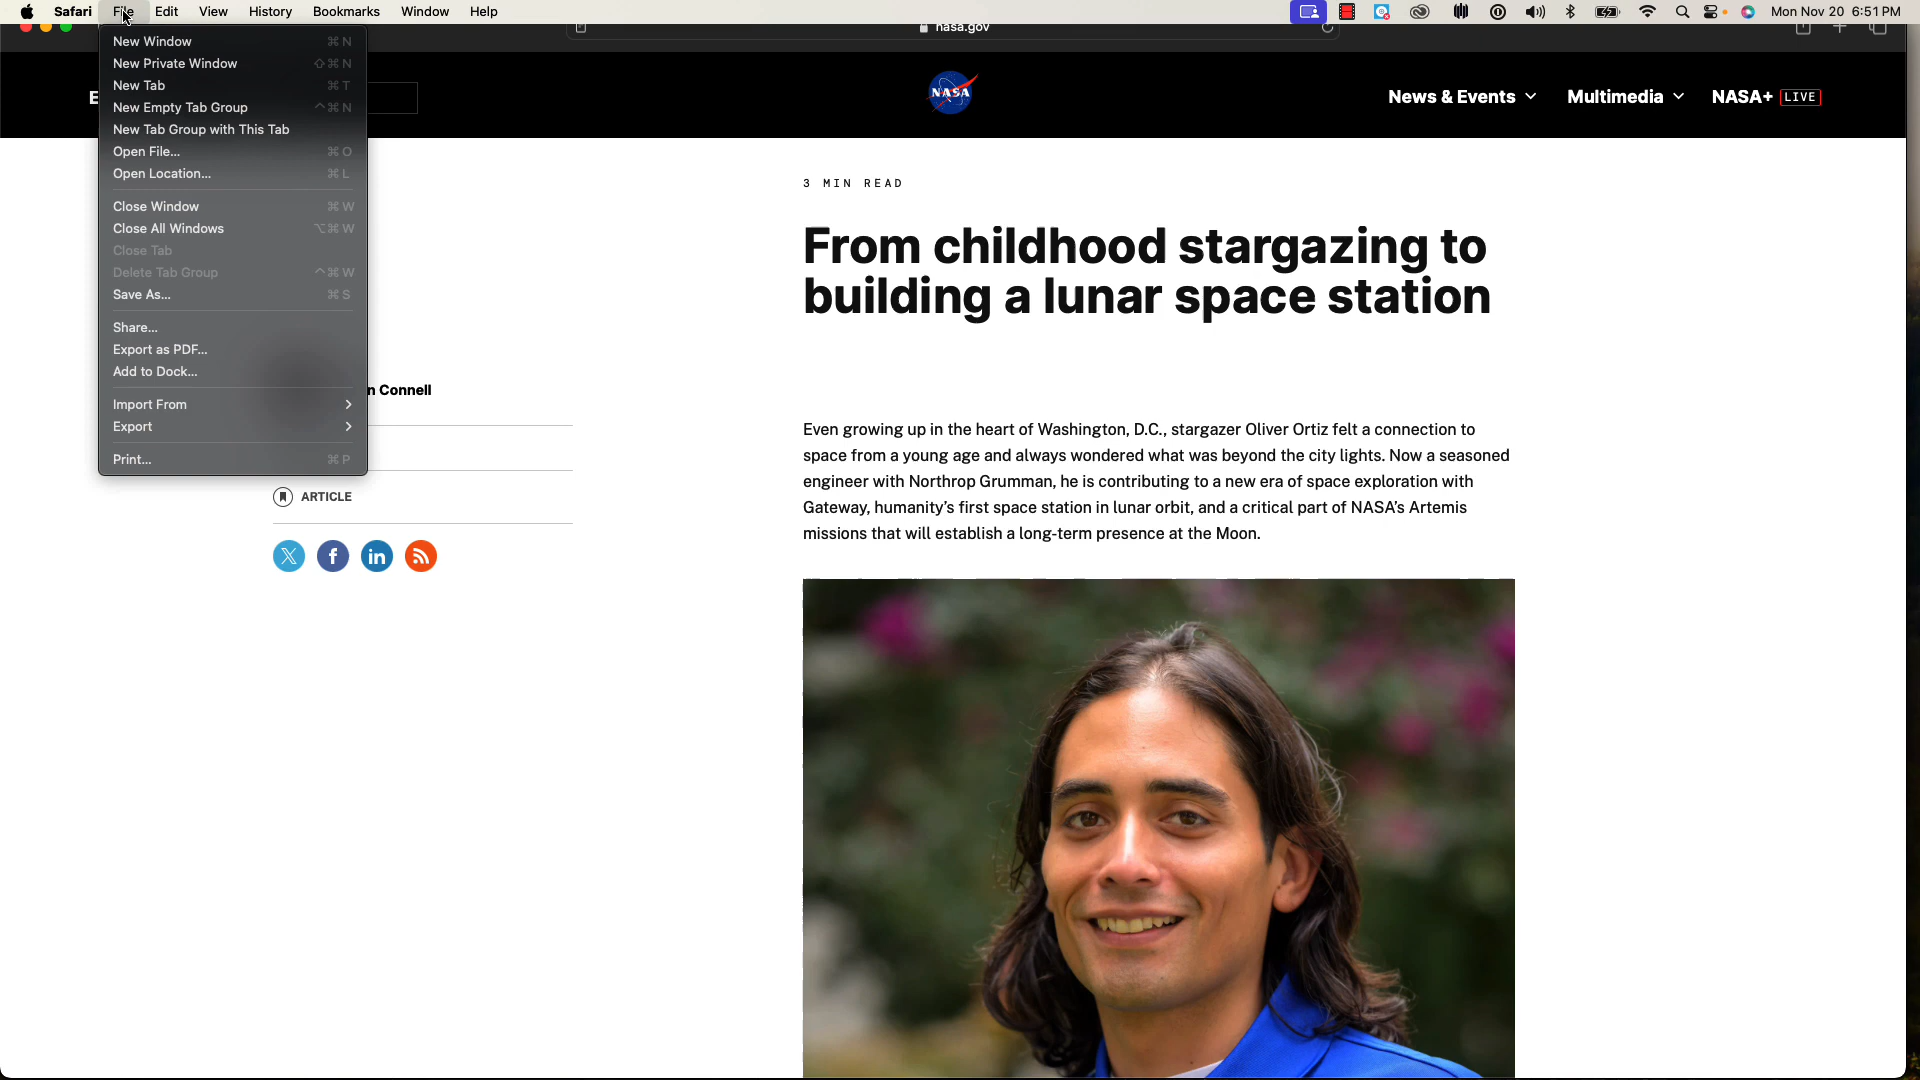 Safari File Edit View History Bookmarks Window Help Mon Nov 20 6:51 PM
nasa.gov
New Window ⌘ N
New Private Window ⇧ ⌘ N
New Tab ⌘ T
New Empty Tab Group ^ ⌘ N
New Tab Group with This Tab
Open File... ⌘ O
Open Location... ⌘ L
Close Window ⌘ W
Close All Windows ⌥ ⌘ W
Close Tab
Delete Tab Group ^ ⌘ W
Save As... ⌘ S
Share...
Export as PDF...
Add to Dock...
Import From
Export
Print... ⌘ P
E
NASA
News & Events Multimedia NASA+ LIVE
n Connell
ARTICLE
3 MIN READ
From childhood stargazing to
building a lunar space station
Even growing up in the heart of Washington, D.C., stargazer Oliver Ortiz felt a connection to
space from a young age and always wondered what was beyond the city lights. Now a seasoned
engineer with Northrop Grumman, he is contributing to a new era of space exploration with
Gateway, humanity’s first space station in lunar orbit, and a critical part of NASA’s Artemis
missions that will establish a long-term presence at the Moon.